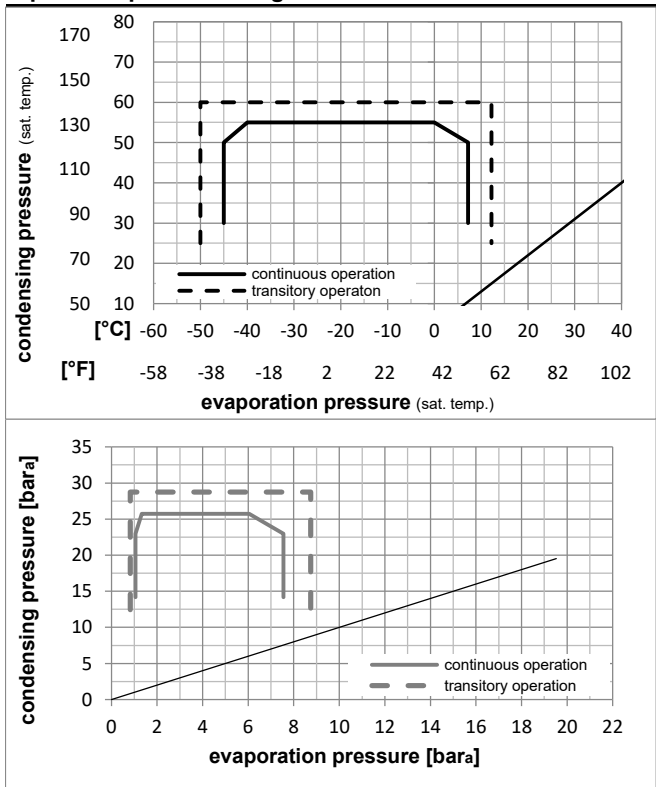 170 80
70
150 60
130 50
110 40
90 30
70 20
50 10
condensing pressure (sat. temp.)
continuous operation
transitory operaton
[°C] -60 -50 -40 -30 -20 -10 0 10 20 30 40
[°F] -58 -38 -18 2 22 42 62 82 102
evaporation pressure (sat. temp.)
35
30
25
20
15
10
5
0
condensing pressure [bara]
continuous operation
transitory operation
0 2 4 6 8 10 12 14 16 18 20 22
evaporation pressure [bara]